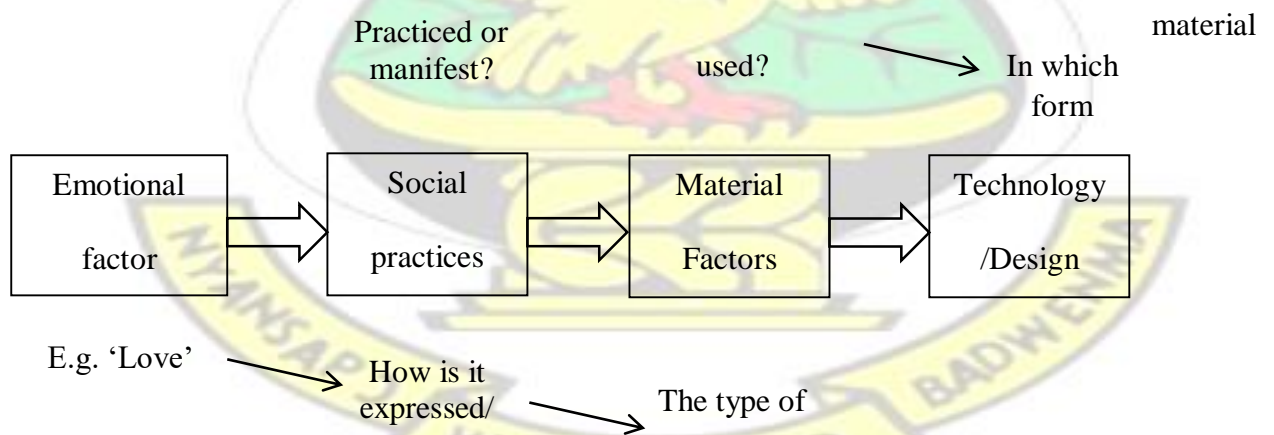 material
Practiced or
manifest?
used?
In which
form
Emotional
factor
Social
practices
Material
Factors
Technology
/Design
NYANSAPO
BADWENMA
E.g. ‘Love’
How is it
expressed/
The type of